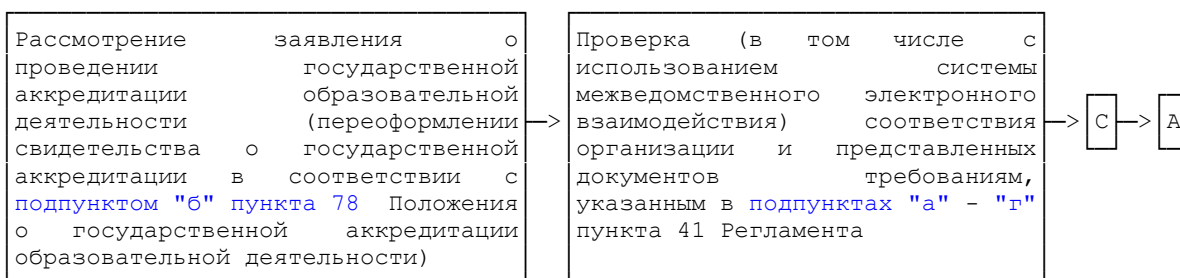 Рассмотрение заявления о
проведении государственной
аккредитации образовательной
деятельности (переоформлении
свидетельства о государственной
аккредитации в соответствии с
подпунктом "б" пункта 78 Положения
о государственной аккредитации
образовательной деятельности)
Проверка (в том числе с
использованием системы
межведомственного электронного
взаимодействия) соответствия
организации и представленных
документов требованиям,
указанным в подпунктах "а" - "г"
пункта 41 Регламента
С
А